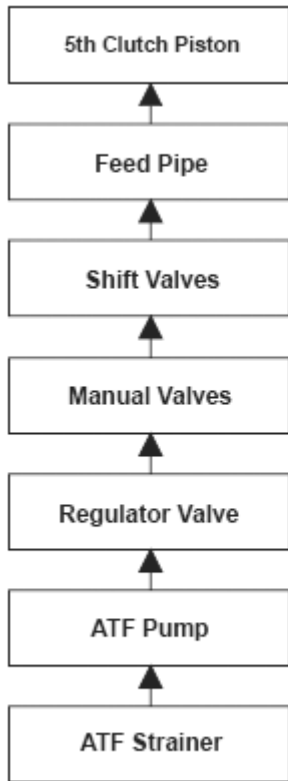 5th Clutch Piston
Feed Pipe
Shift Valves
Manual Valves
Regulator Valve
ATF Pump
ATF Strainer